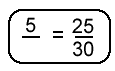 5/ = 25/30